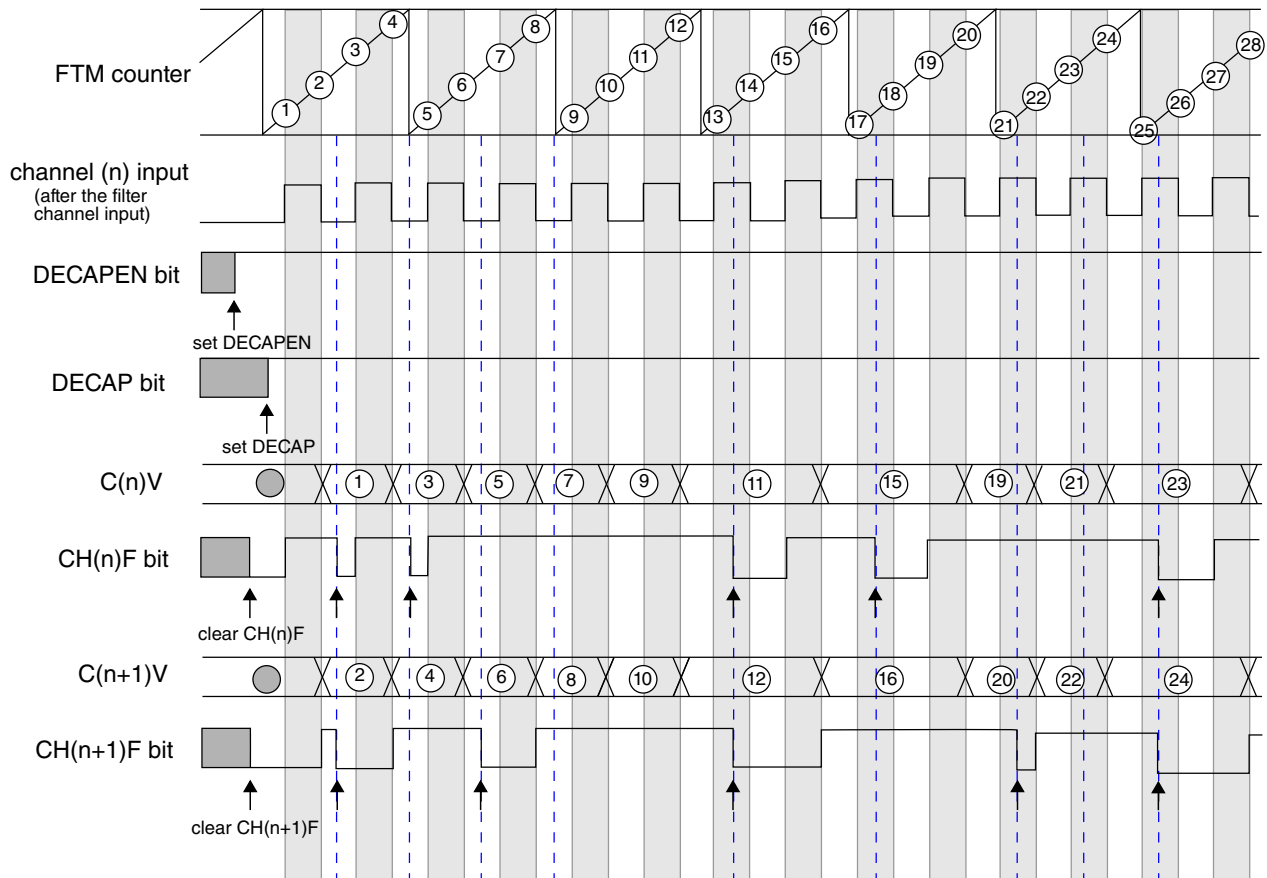 4 8 12 16 20 24 28
3 7 11 15 19 23 27
FTM counter 2 6 10 14 18 22 26
1 5 9 13 17 21 25
channel (n) input
(after the filter
channel input)
DECAPEN bit
set DECAPEN
DECAP bit
set DECAP
C(n)V 1 3 5 7 9 11 15 19 21 23
CH(n)F bit
clear CH(n)F
C(n+1)V 2 4 6 8 10 12 16 20 22 24
CH(n+1)F bit
clear CH(n+1)F